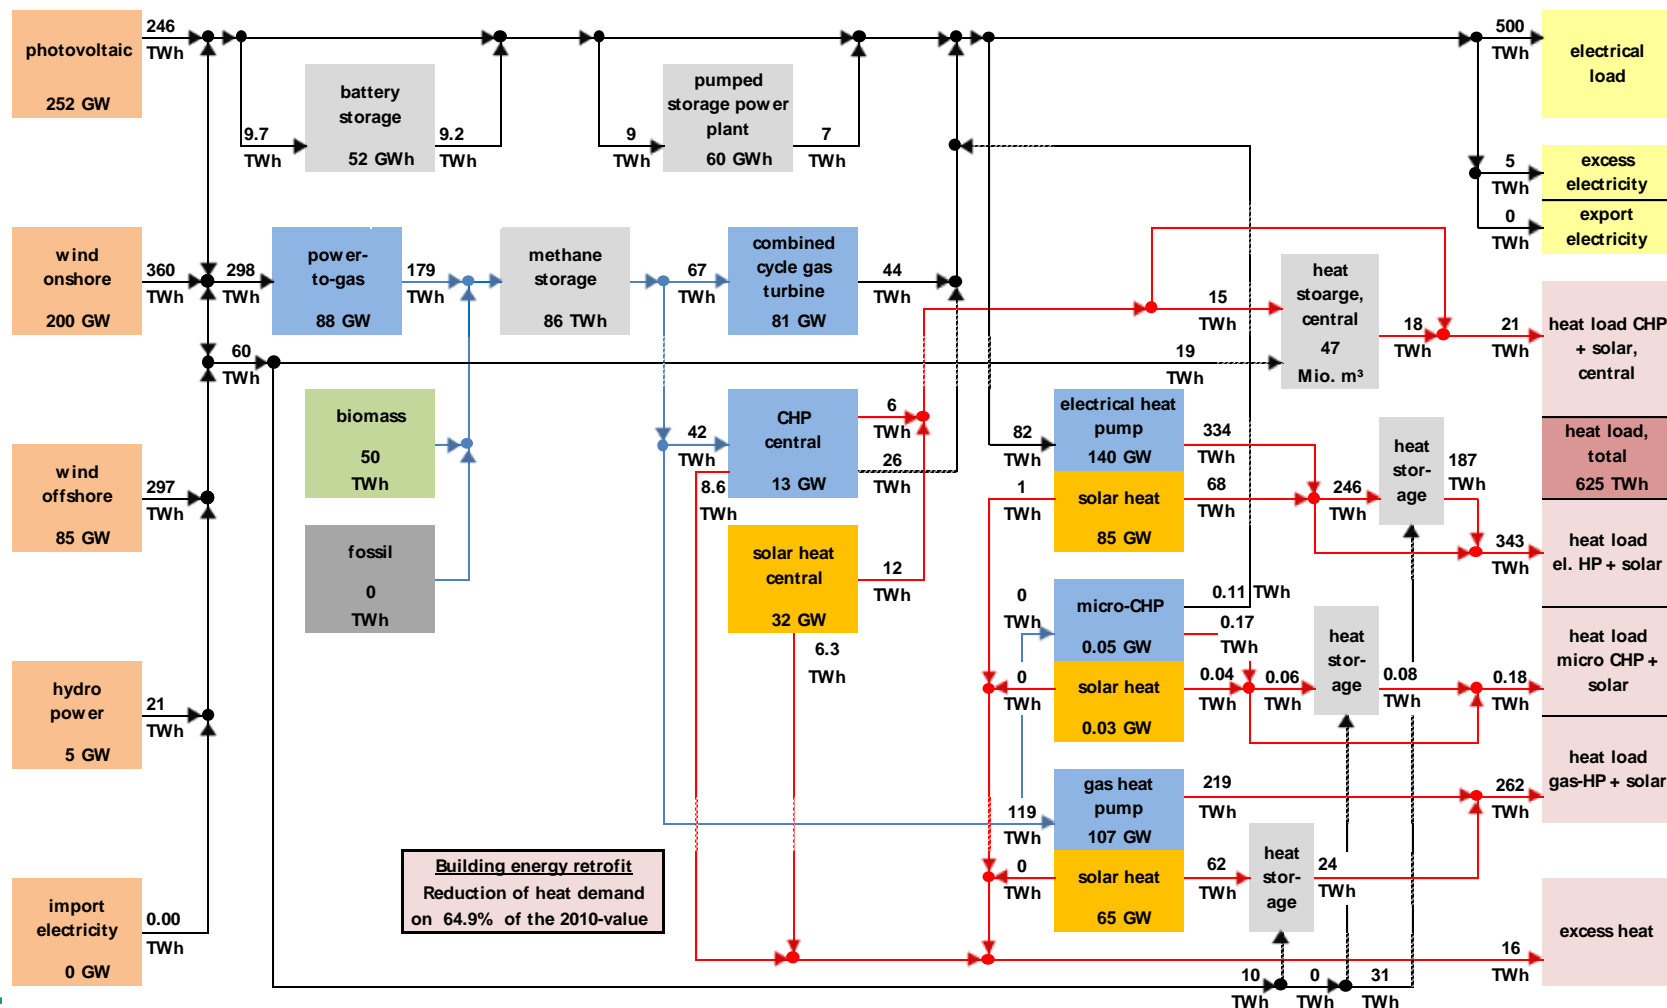 photovoltaic
252 GW
246
TWh
battery
storage
52 GWh
9.7
TWh
9.2
TWh
pumped
storage power
plant
60 GWh
9
TWh
7
TWh
500
TWh
electrical
load
5
TWh
excess
electricity
0
TWh
export
electricity
wind
onshore
200 GW
360
TWh
298
TWh
power-
to-gas
88 GW
179
TWh
methane
storage
86 TWh
67
TWh
combined
cycle gas
turbine
81 GW
44
TWh
15
TWh
heat
stoarge,
central
47
Mio. m³
18
TWh
21
TWh
heat load CHP
+ solar,
central
60
TWh
19
TWh
wind
offshore
85 GW
297
TWh
biomass
50
TWh
fossil
0
TWh
42
TWh
CHP
central
13 GW
6
TWh
26
TWh
8.6
TWh
solar heat
central
32 GW
12
TWh
6.3
TWh
82
TWh
electrical heat
pump
140 GW
334
TWh
1
TWh
solar heat
85 GW
68
TWh
246
TWh
heat
stor-
age
187
TWh
heat load,
total
625 TWh
343
TWh
heat load
el. HP + solar
0
TWh
micro-CHP
0.05 GW
0.11 TWh
0.17
TWh
0
TWh
solar heat
0.03 GW
0.04
TWh
0.06
TWh
heat
stor-
age
0.08
TWh
0.18
TWh
heat load
micro CHP +
solar
hydro
power
5 GW
21
TWh
119
TWh
gas heat
pump
107 GW
219
TWh
262
TWh
heat load
gas-HP + solar
0
TWh
solar heat
65 GW
62
TWh
heat
stor-
age
24
TWh
import
electricity
0 GW
0.00
TWh
Building energy retrofit
Reduction of heat demand
on 64.9% of the 2010-value
16
TWh
excess heat
10
TWh
0
TWh
31
TWh